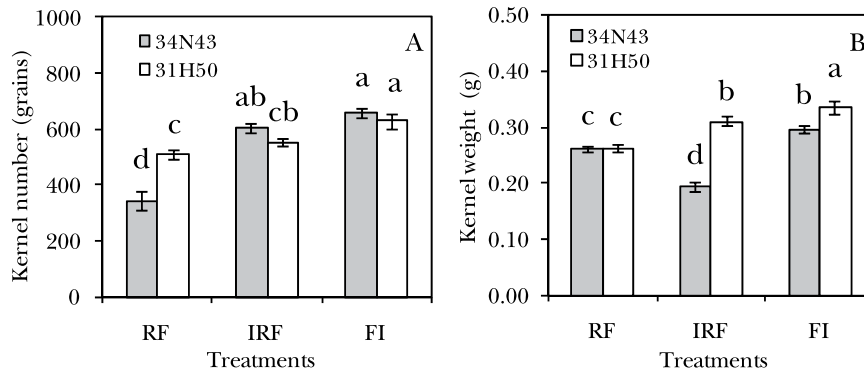 1000
800
600
400
200
0
Kernel number (grains)
34N43
31H50
A
d
c
ab
cb
a
a
RF IRF FI
Treatments
0.50
0.40
0.30
0.20
0.10
0.00
Kernel weight (g)
34N43
31H50
B
c
c
d
b
b
a
RF IRF FI
Treatments